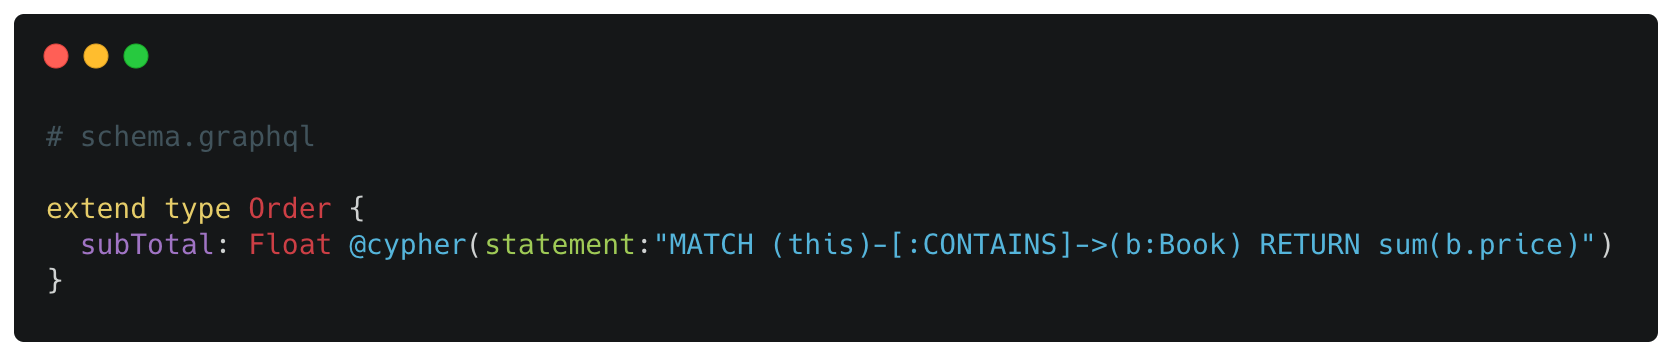 # schema.graphql
extend type Order {
  subTotal: Float @cypher(statement:"MATCH (this)-[:CONTAINS]->(b:Book) RETURN sum(b.price)")
}